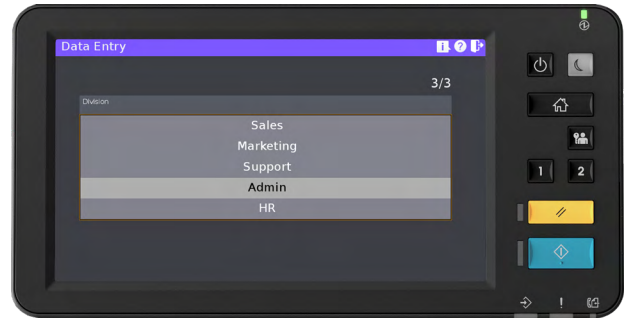 Data Entry
3/3
Division
Sales
Marketing
Support
Admin
HR
1 2